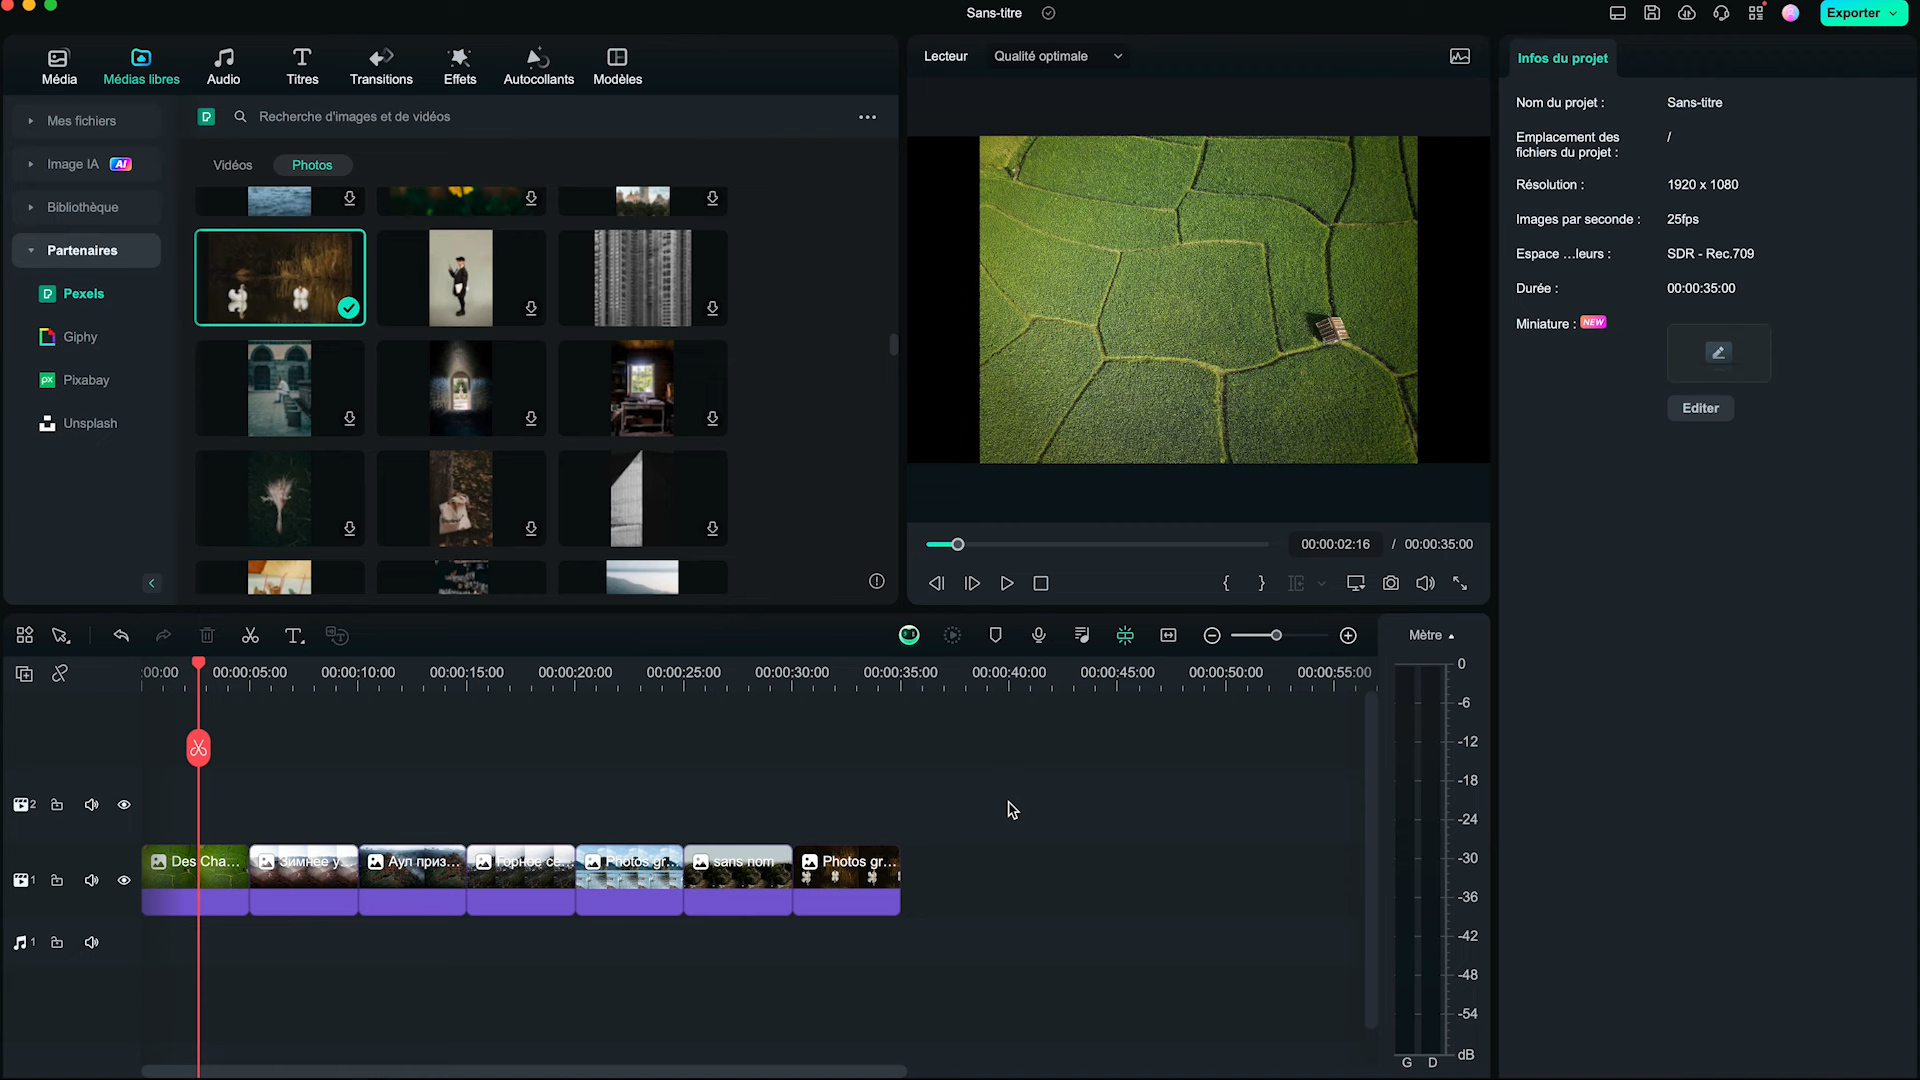 Sans-titre
Exporter
Média
Médias libres
Audio
Titres
Transitions
Effets
Autocollants
Modèles
Mes fichiers
Image IA AI
Bibliothèque
Partenaires
Pexels
Giphy
Pixabay
Unsplash
Recherche d'images et de vidéos
Vidéos
Photos
Lecteur
Qualité optimale
00:00:02:16 / 00:00:35:00
Infos du projet
Nom du projet : Sans-titre
Emplacement des
fichiers du projet : /
Résolution : 1920 x 1080
Images par seconde : 25fps
Espace ...leurs : SDR - Rec.709
Durée : 00:00:35:00
Miniature : NEW
Editer
Mètre
:00:00 00:00:05:00 00:00:10:00 00:00:15:00 00:00:20:00 00:00:25:00 00:00:30:00 00:00:35:00 00:00:40:00 00:00:45:00 00:00:50:00 00:00:55:00
2
1
Des Cha...
Зимнее у...
Аул приз...
Горное се...
Photos gr...
sans nom
Photos gr...
1
0
-6
-12
-18
-24
-30
-36
-42
-48
-54
dB
G D